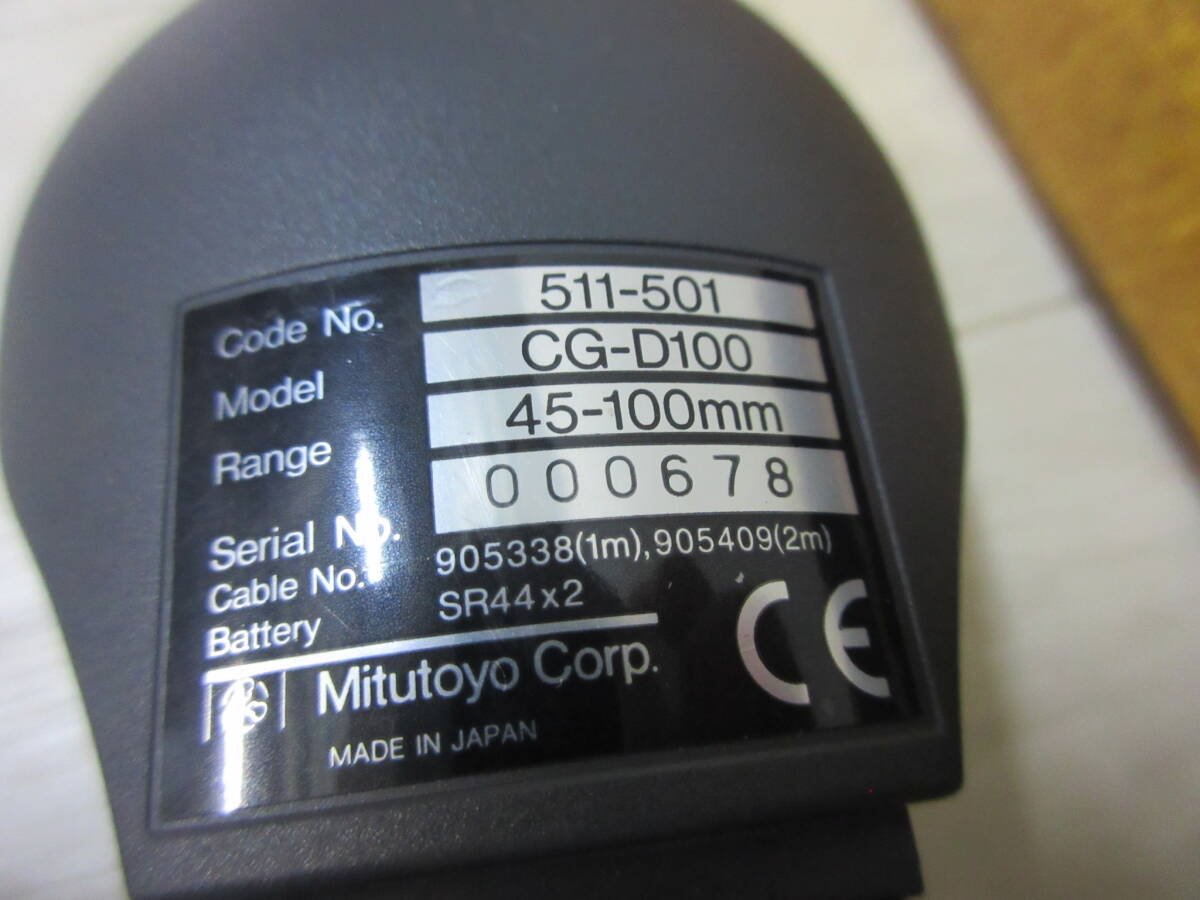 Code No. 511-501
Model CG-D100
Range 45-100mm
Serial No. 000678
Cable No. 905338(1m),905409(2m)
Battery SR44x2
Mitutoyo Corp.
MADE IN JAPAN
CE